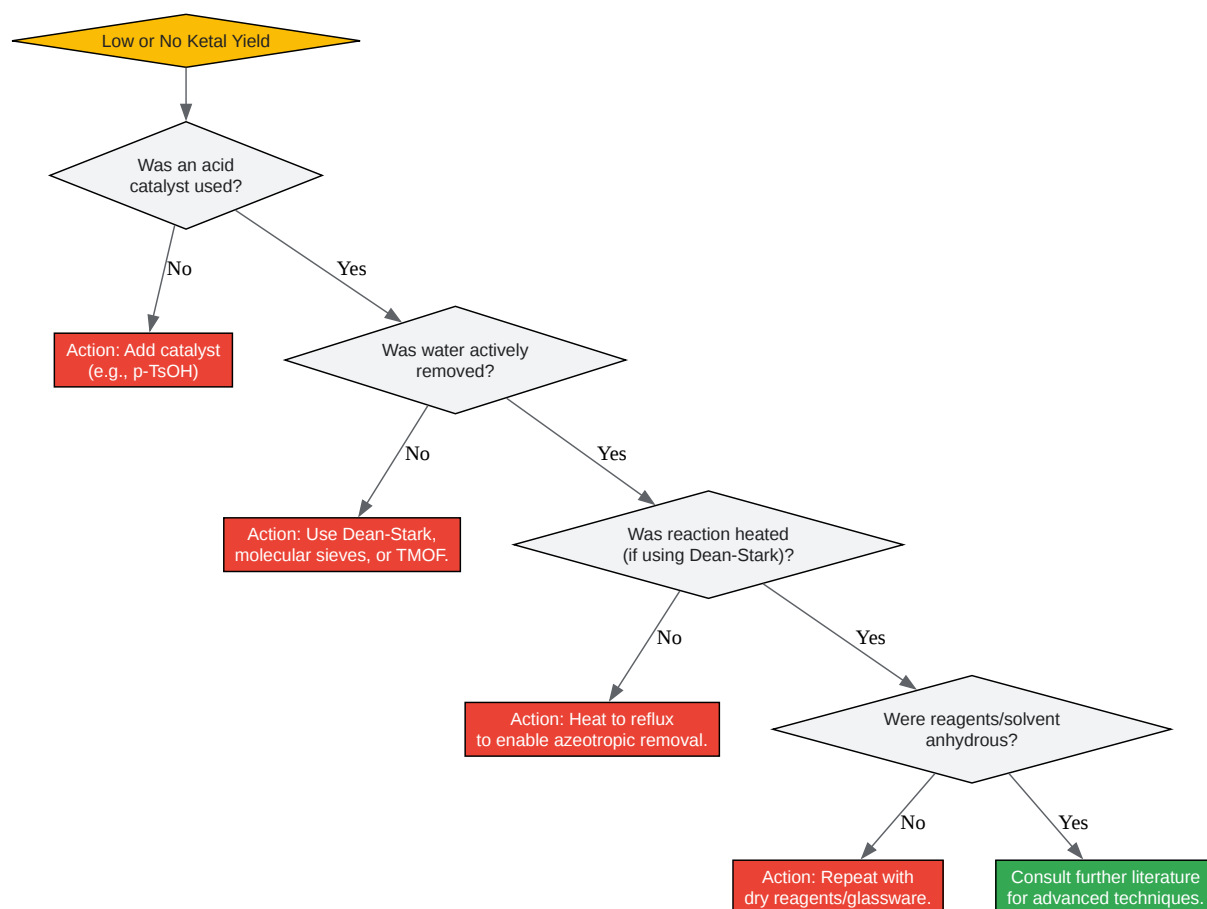 Low or No Ketal Yield
Was an acid
catalyst used?
No
Yes
Action: Add catalyst
(e.g., p-TsOH)
Was water actively
removed?
No
Yes
Action: Use Dean-Stark,
molecular sieves, or TMOF.
Was reaction heated
(if using Dean-Stark)?
No
Yes
Action: Heat to reflux
to enable azeotropic removal.
Were reagents/solvent
anhydrous?
No
Yes
Action: Repeat with
dry reagents/glassware.
Consult further literature
for advanced techniques.